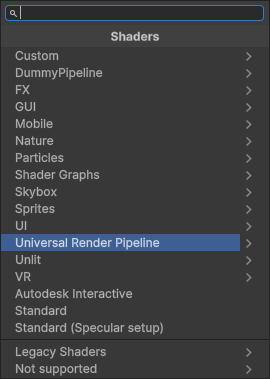 Shaders
Custom
DummyPipeline
FX
GUI
Mobile
Nature
Particles
Shader Graphs
Skybox
Sprites
UI
Universal Render Pipeline
Unlit
VR
Autodesk Interactive
Standard
Standard (Specular setup)
Legacy Shaders
Not supported